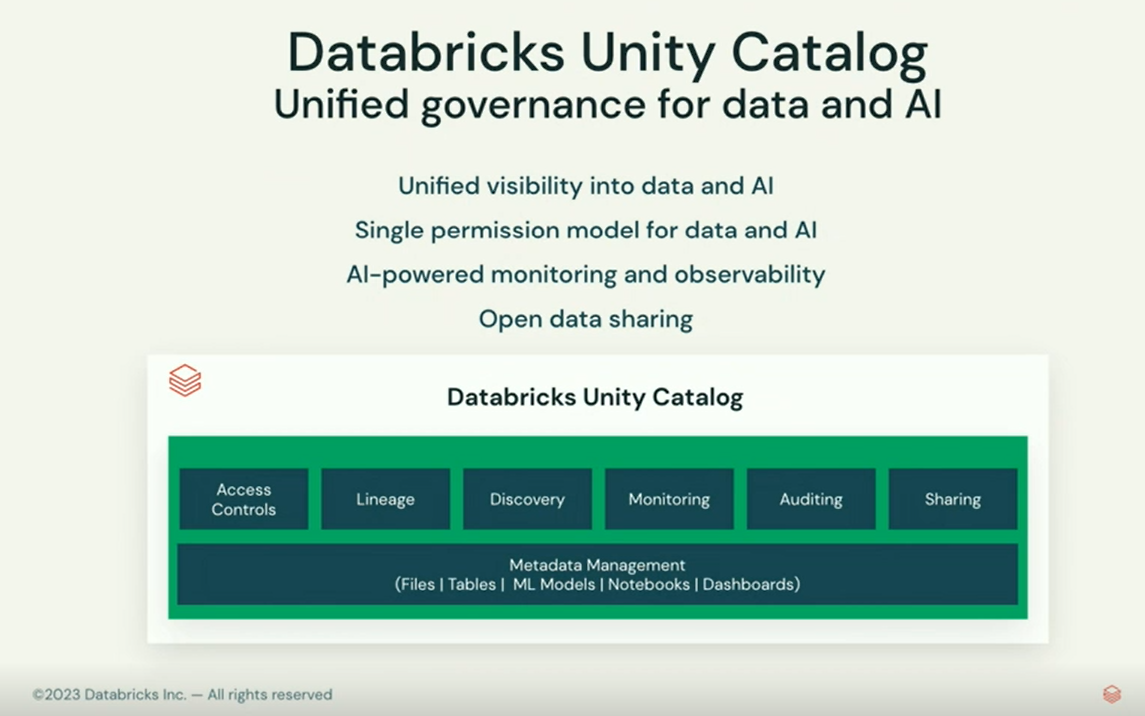 Databricks Unity Catalog
Unified governance for data and AI
Unified visibility into data and AI
Single permission model for data and AI
AI-powered monitoring and observability
Open data sharing
Databricks Unity Catalog
Access
Controls
Lineage
Discovery
Monitoring
Auditing
Sharing
Metadata Management
(Files | Tables | ML Models | Notebooks | Dashboards)
©2023 Databricks Inc. — All rights reserved